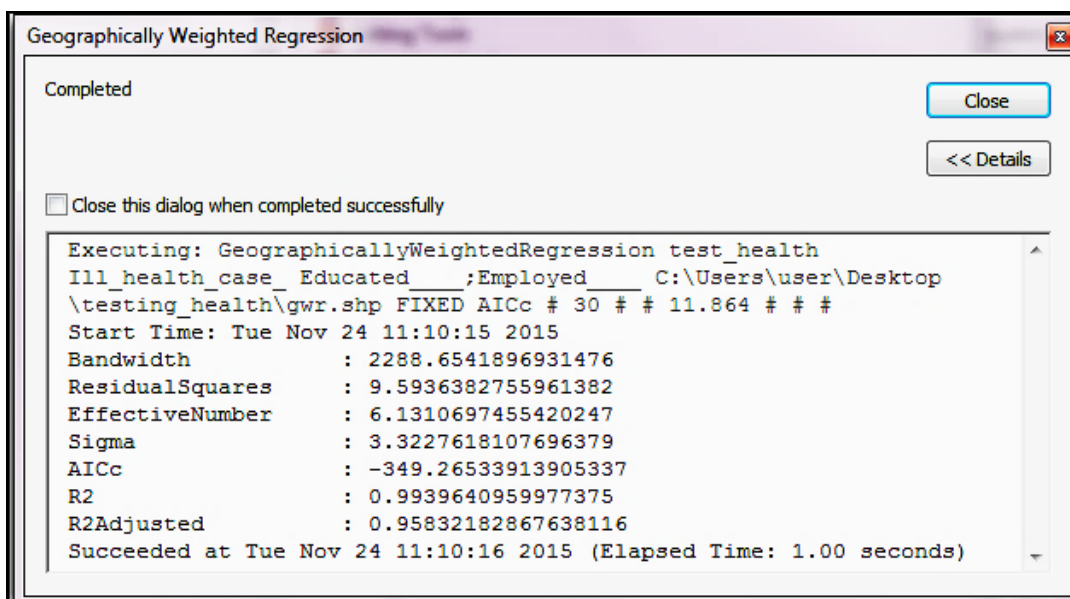 Geographically Weighted Regression
Completed
Close
<< Details
Close this dialog when completed successfully
Executing: GeographicallyWeightedRegression test_health
Ill_health_case_ Educated____;Employed____ C:\Users\user\Desktop
\testing_health\gwr.shp FIXED AICc # 30 # # 11.864 # # #
Start Time: Tue Nov 24 11:10:15 2015
Bandwidth : 2288.6541896931476
ResidualSquares : 9.5936382755961382
EffectiveNumber : 6.1310697455420247
Sigma : 3.3227618107696379
AICc : -349.26533913905337
R2 : 0.9939640959977375
R2Adjusted : 0.95832182867638116
Succeeded at Tue Nov 24 11:10:16 2015 (Elapsed Time: 1.00 seconds)